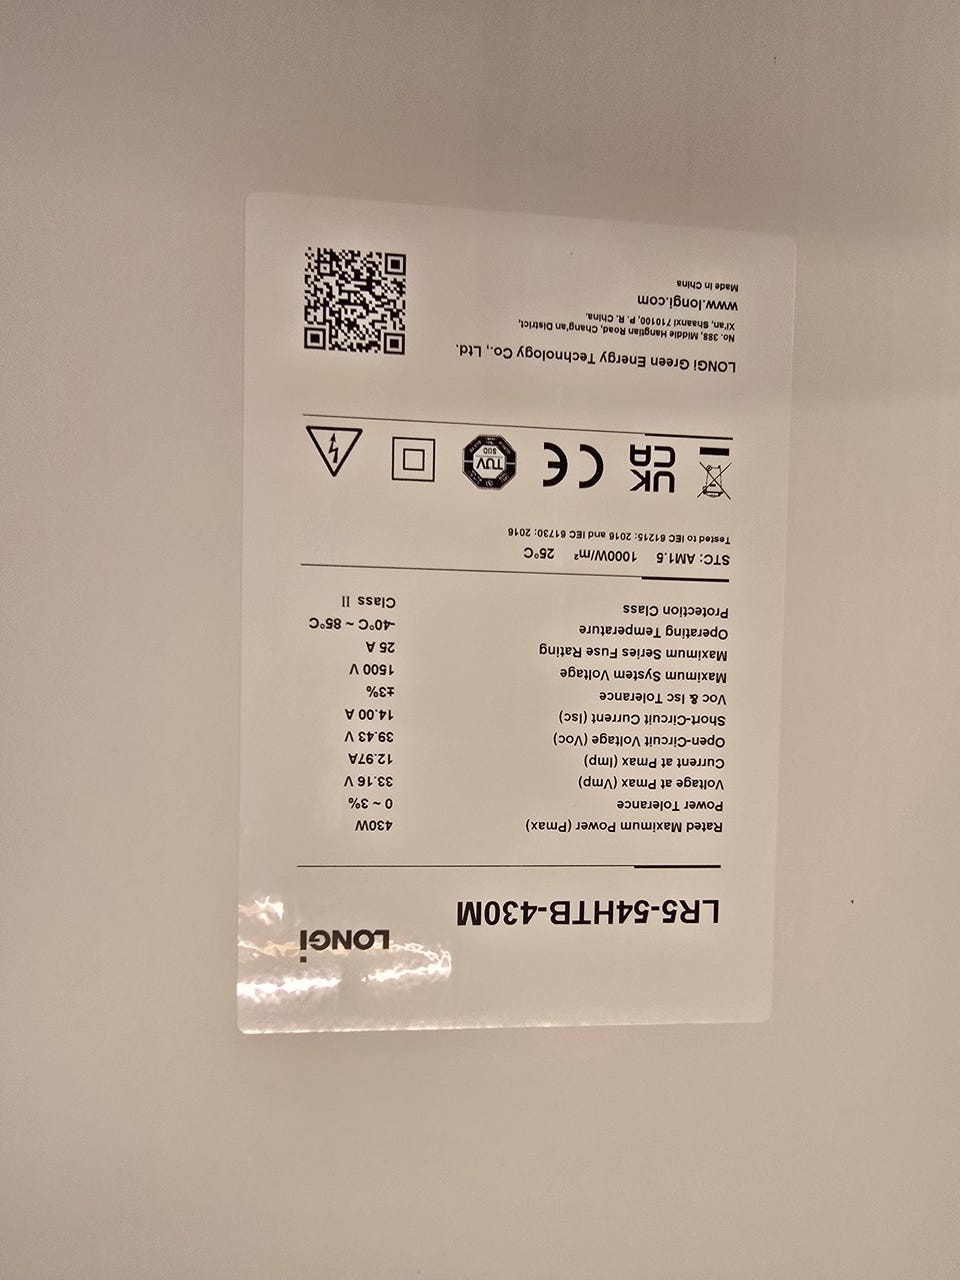 LR5-54HTB-430M
LONGi
Rated Maximum Power (Pmax) 430W
Power Tolerance 0 ~ 3%
Voltage at Pmax (Vmp) 33.16 V
Current at Pmax (Imp) 12.97A
Open-Circuit Voltage (Voc) 39.43 V
Short-Circuit Current (Isc) 14.00 A
Voc & Isc Tolerance ±3%
Maximum System Voltage 1500 V
Maximum Series Fuse Rating 25 A
Operating Temperature -40°C ~ 85°C
Protection Class Class II
STC: AM1.5 1000W/m² 25°C
Tested to IEC 61215: 2016 and IEC 61730: 2016
UK
CA
CE
TÜV
SÜD
LONGi Green Energy Technology Co., Ltd.
No. 388, Middle Hangtian Road, Chang'an District,
Xi'an, Shaanxi 710100, P. R. China.
www.longi.com
Made in China